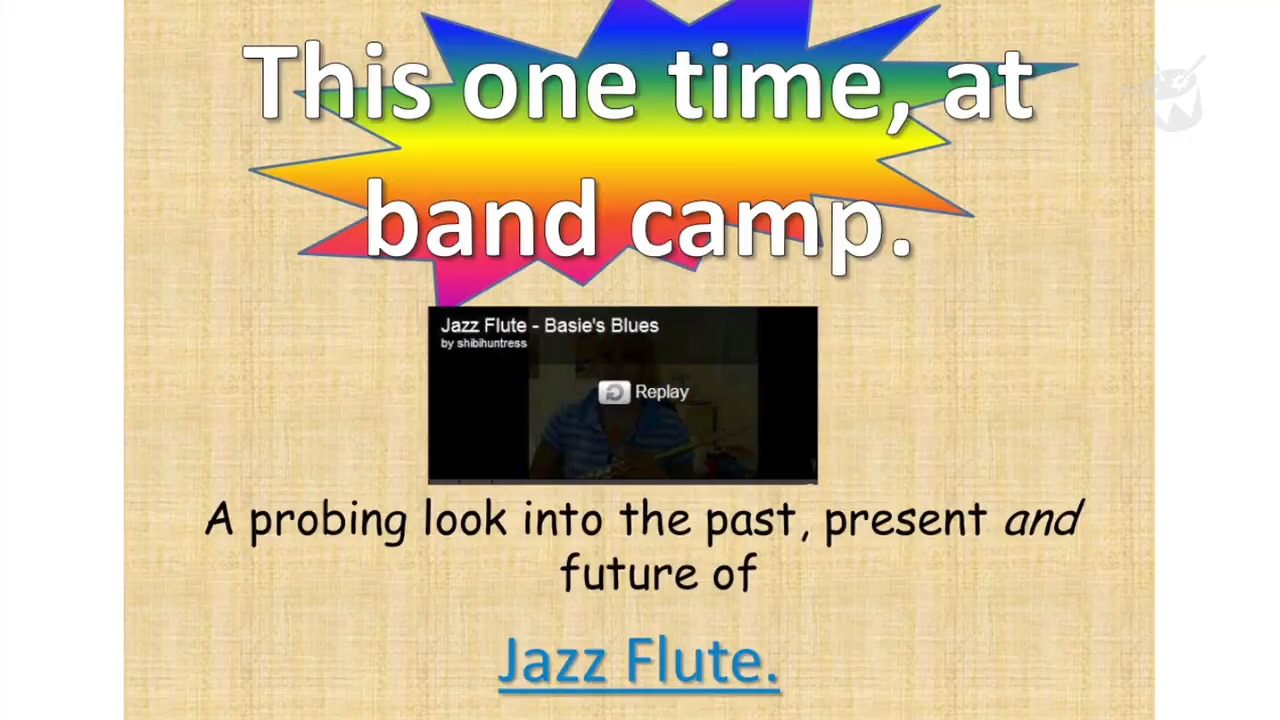 This one time, at
band camp.
Jazz Flute - Basie's Blues
by shibihuntress
Replay
A probing look into the past, present and
future of
Jazz Flute.